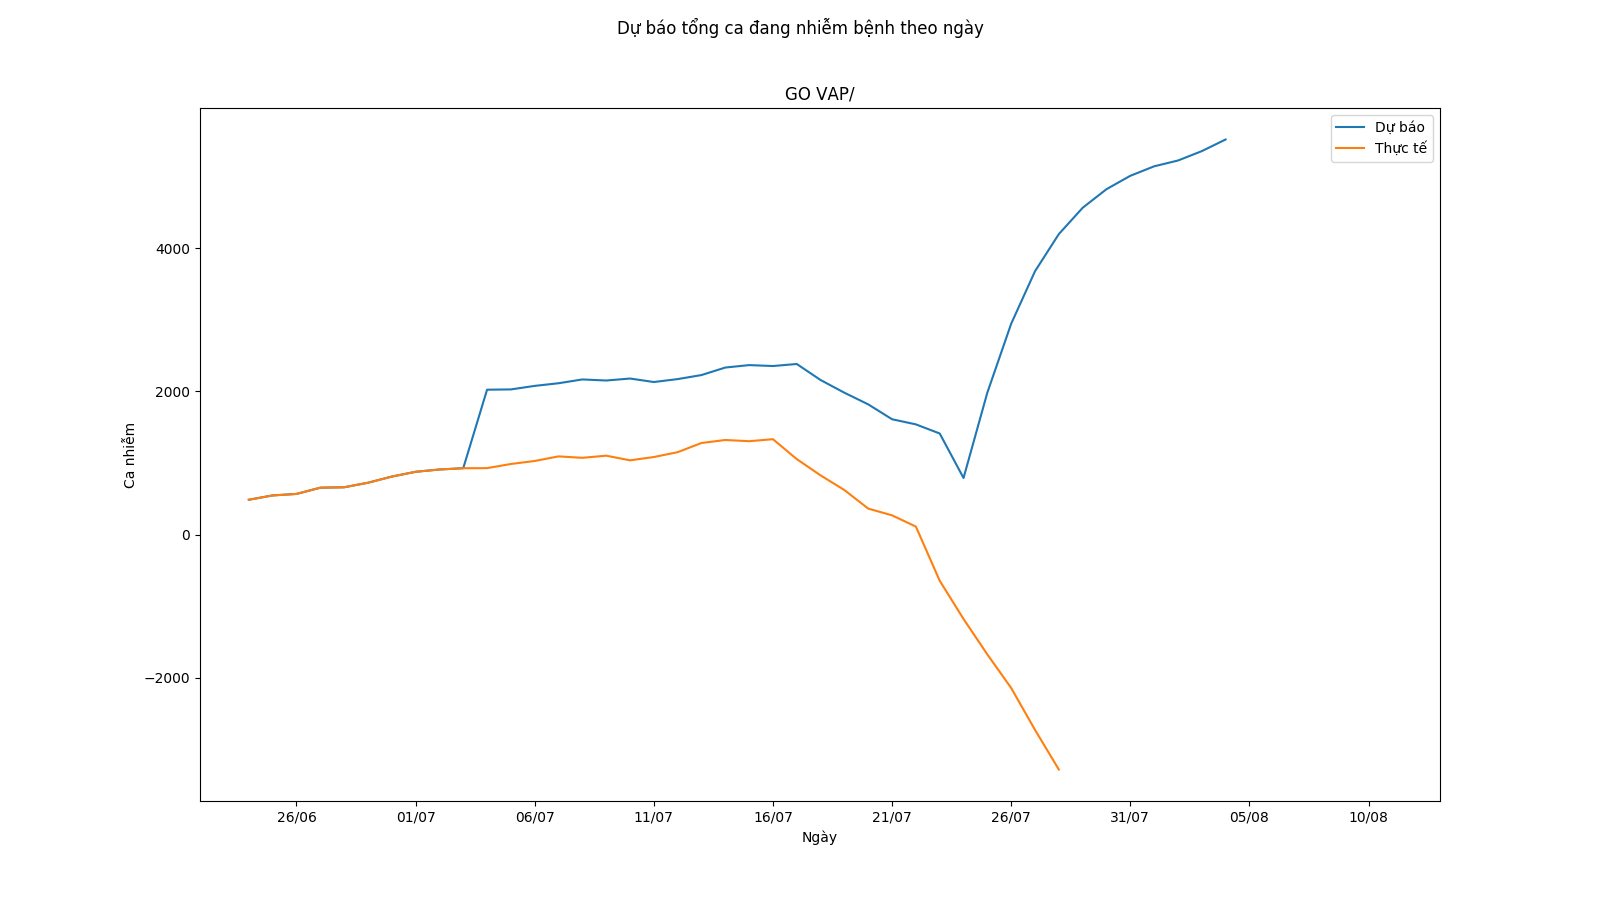 Dự báo tổng ca đang nhiễm bệnh theo ngày
GO VAP/
Dự báo
Thực tế
4000
2000
0
−2000
Ca nhiễm
26/06 01/07 06/07 11/07 16/07 21/07 26/07 31/07 05/08 10/08
Ngày